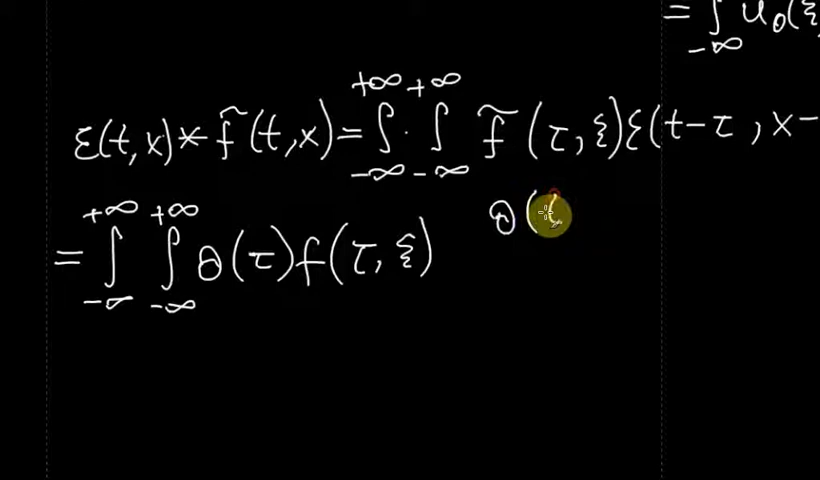 = ∫_{-∞} u₀(ξ
ε(t,x) * f̃(t,x) = ∫_{-∞}^{+∞} · ∫_{-∞}^{+∞} f̃(τ,ξ)ε(t-τ, x-
= ∫_{-∞}^{+∞} ∫_{-∞}^{+∞} θ(τ)f(τ,ξ) θ(